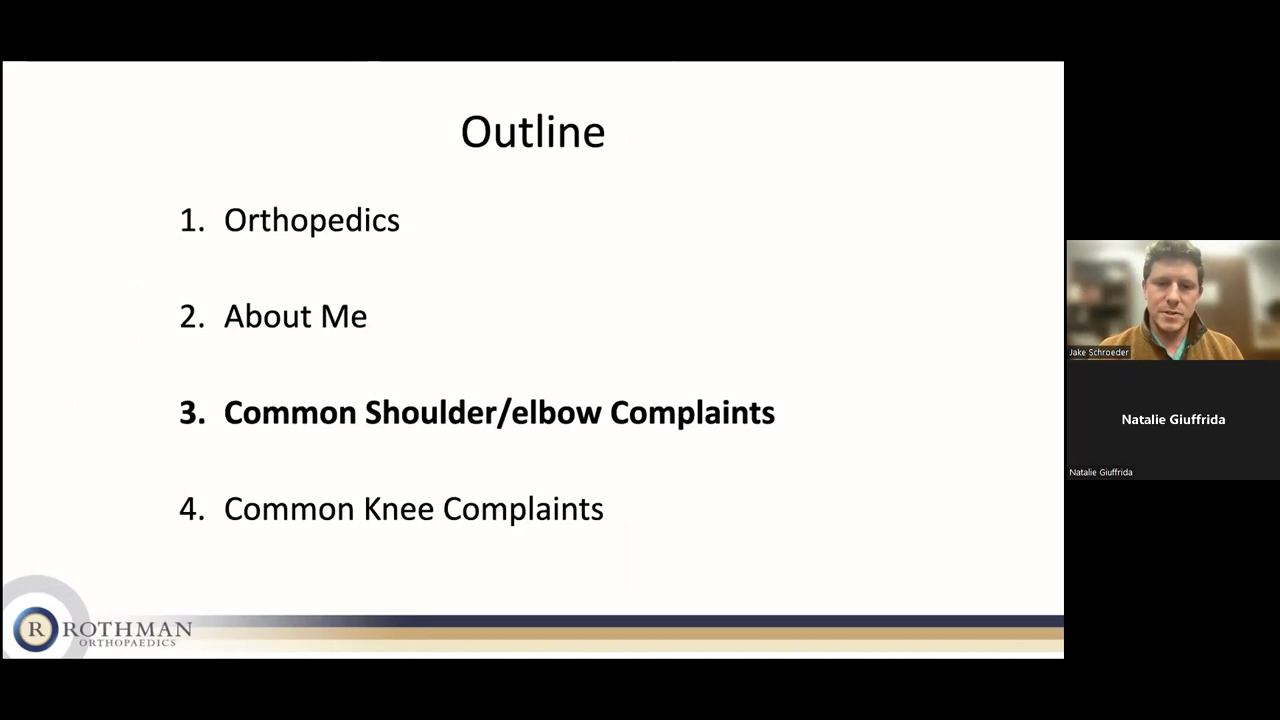 Outline
1. Orthopedics
2. About Me
3. Common Shoulder/elbow Complaints
4. Common Knee Complaints
R ROTHMAN
ORTHOPAEDICS
Jake Schroeder
Natalie Giuffrida
Natalie Giuffrida